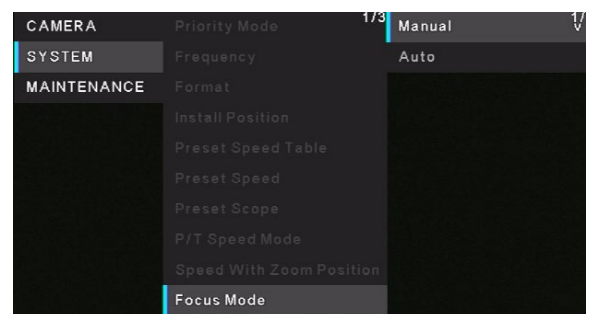 CAMERA
SYSTEM
MAINTENANCE
1/3
Priority Mode
Frequency
Format
Install Position
Preset Speed Table
Preset Speed
Preset Scope
P/T Speed Mode
Speed With Zoom Position
Focus Mode
Manual
Auto